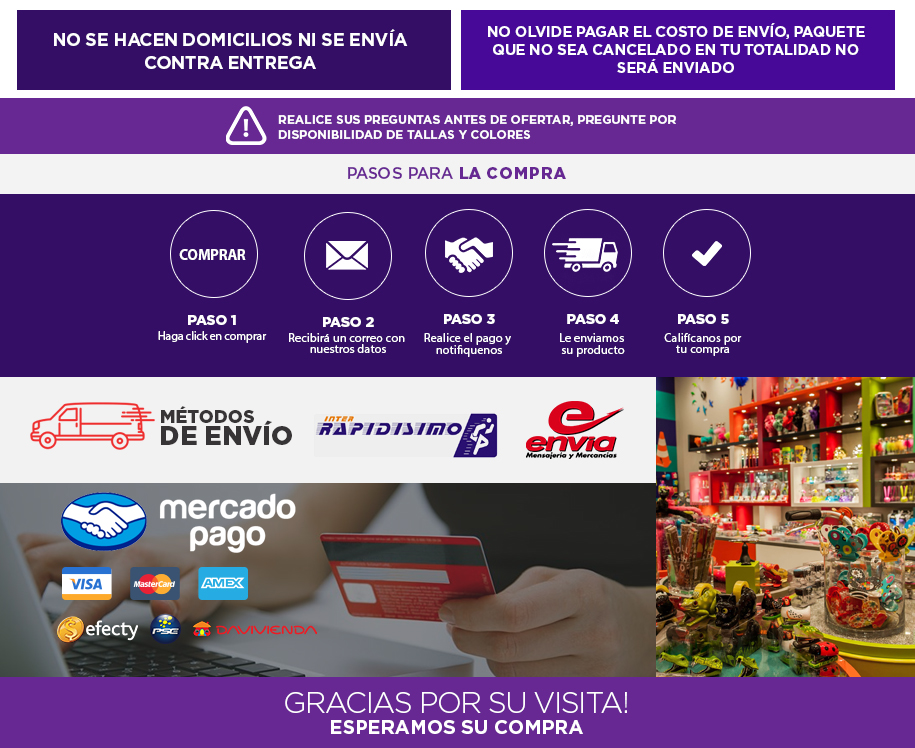 NO SE HACEN DOMICILIOS NI SE ENVÍA
CONTRA ENTREGA
NO OLVIDE PAGAR EL COSTO DE ENVÍO, PAQUETE
QUE NO SEA CANCELADO EN TU TOTALIDAD NO
SERÁ ENVIADO
REALICE SUS PREGUNTAS ANTES DE OFERTAR, PREGUNTE POR
DISPONIBILIDAD DE TALLAS Y COLORES
PASOS PARA LA COMPRA
COMPRAR
PASO 1
Haga click en comprar
PASO 2
Recibirá un correo con
nuestros datos
PASO 3
Realice el pago y
notifiquenos
PASO 4
Le enviamos
su producto
PASO 5
Califícanos por
tu compra
MÉTODOS
DE ENVÍO
INTER
RAPIDISIMO
e
envia
Mensajería y Mercancías
mercado
pago
VISA
MasterCard
AMEX
efecty
PSE
DAVIVIENDA
GRACIAS POR SU VISITA!
ESPERAMOS SU COMPRA